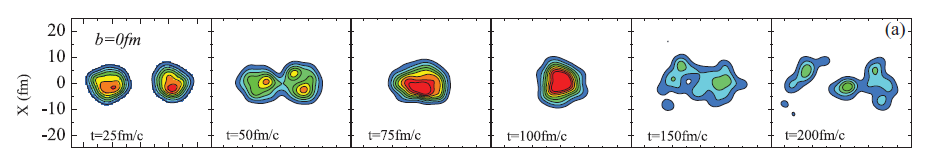 (a)
20
10
0
-10
-20
X (fm)
b=0fm
t=25fm/c
t=50fm/c
t=75fm/c
t=100fm/c
t=150fm/c
t=200fm/c